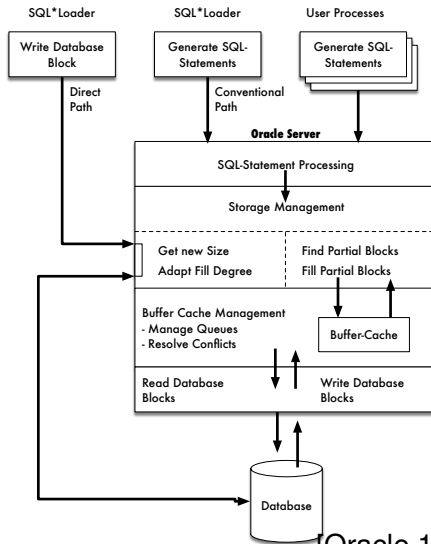 SQL*Loader
SQL*Loader
User Processes
Write Database
Block
Generate SQL-
Statements
Generate SQL-
Statements
Direct
Path
Conventional
Path
Oracle Server
SQL-Statement Processing
Storage Management
Get new Size
Adapt Fill Degree
Find Partial Blocks
Fill Partial Blocks
Buffer Cache Management
- Manage Queues
- Resolve Conflicts
Buffer-Cache
Read Database
Blocks
Write Database
Blocks
Database
[Oracle 1